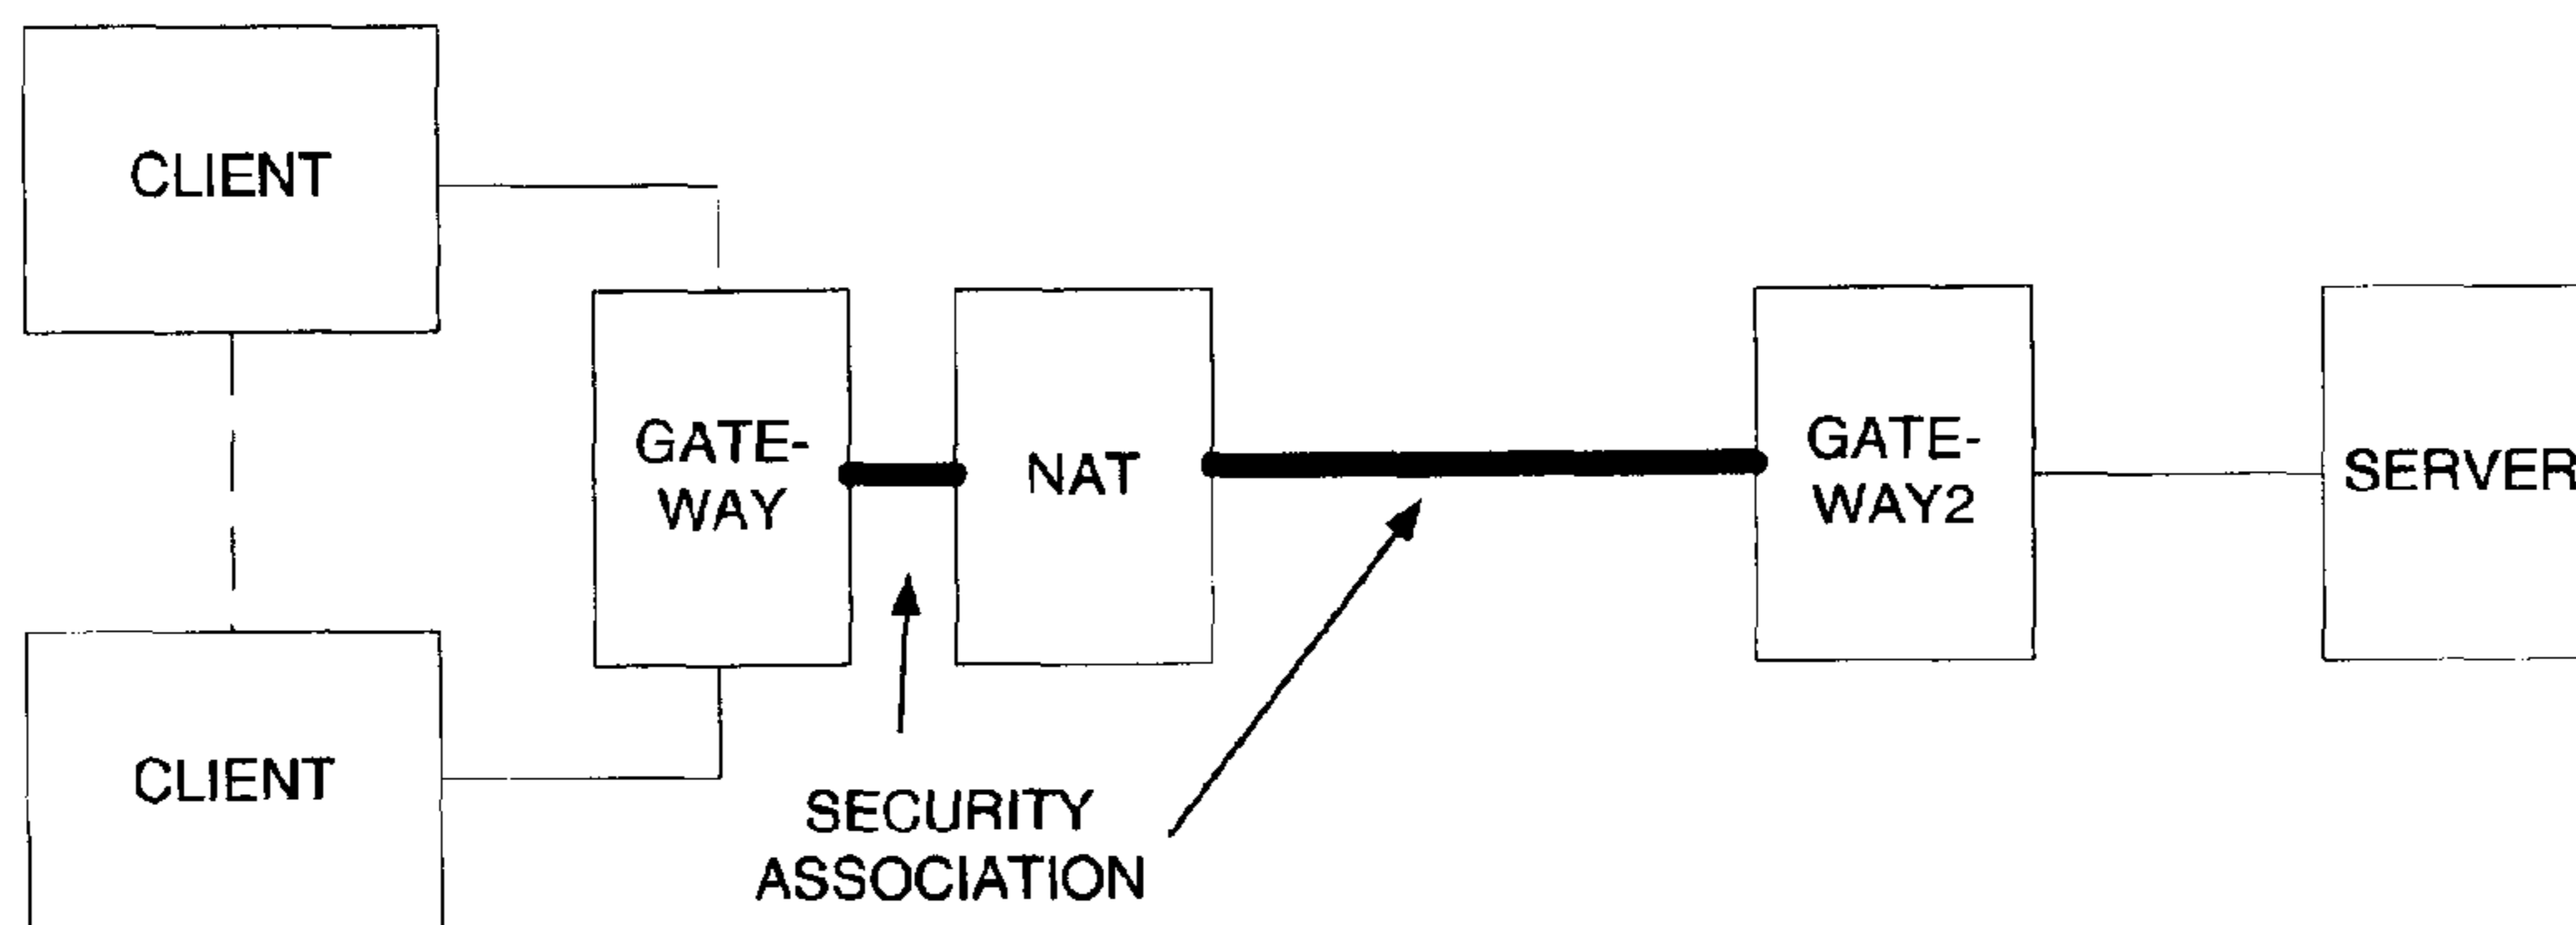 CLIENT
GATE-
WAY
NAT
GATE-
WAY2
SERVER
CLIENT
SECURITY
ASSOCIATION